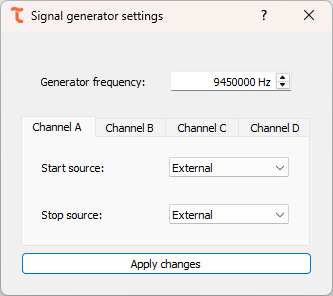 Signal generator settings ?
Generator frequency: 9450000 Hz
Channel A Channel B Channel C Channel D
Start source: External
Stop source: External
Apply changes